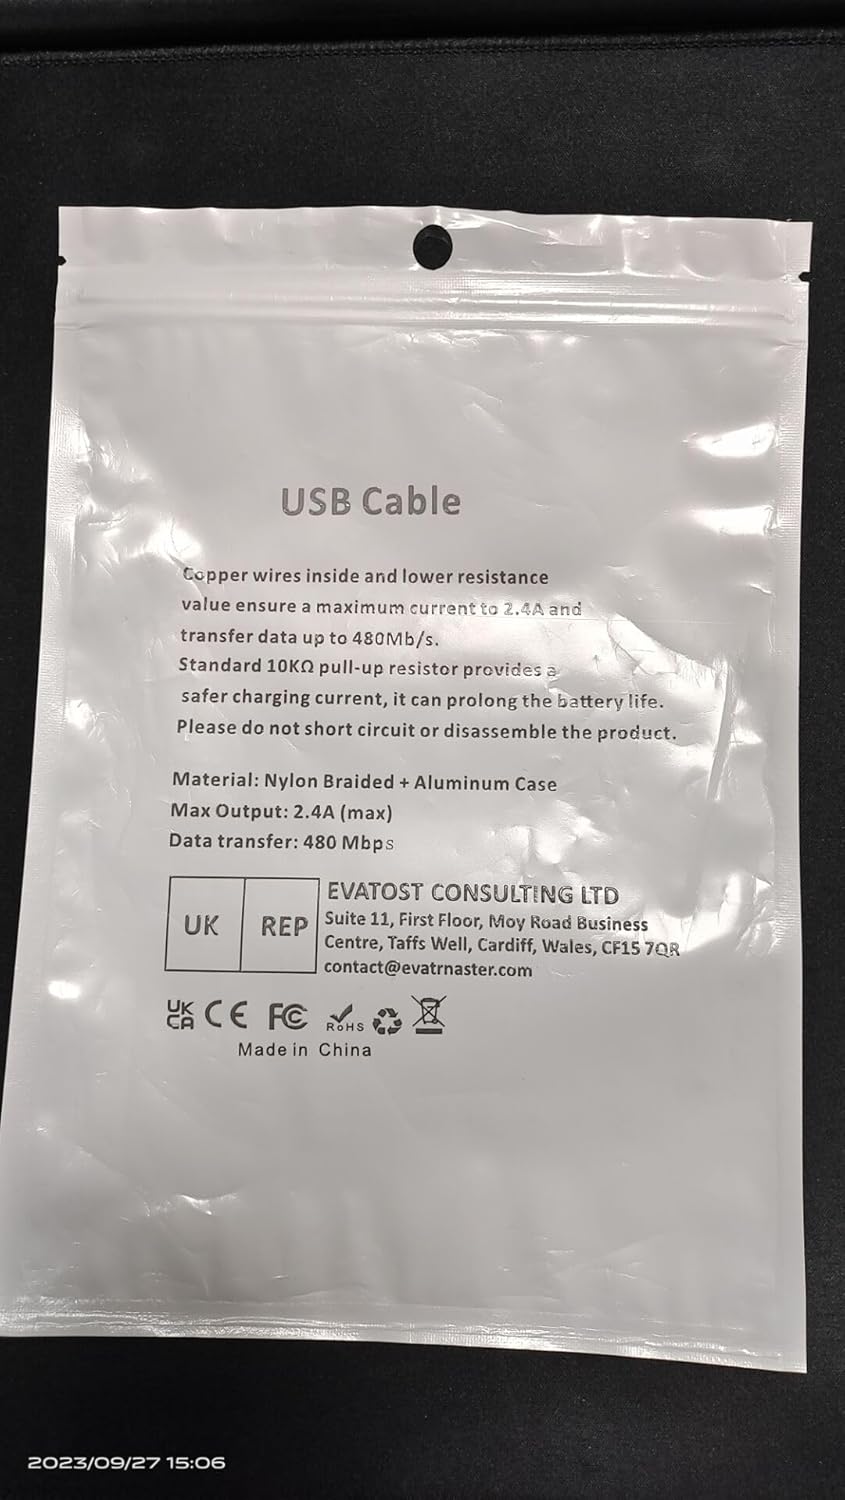 USB Cable
Copper wires inside and lower resistance
value ensure a maximum current to 2.4A and
transfer data up to 480Mb/s.
Standard 10KΩ pull-up resistor provides a
safer charging current, it can prolong the battery life.
Please do not short circuit or disassemble the product.
Material: Nylon Braided + Aluminum Case
Max Output: 2.4A (max)
Data transfer: 480 Mbps
UK REP
EVATOST CONSULTING LTD
Suite 11, First Floor, Moy Road Business
Centre, Taffs Well, Cardiff, Wales, CF15 7QR
contact@evatrnaster.com
UK CA CE FC RoHS
Made in China
2023/09/27 15:06